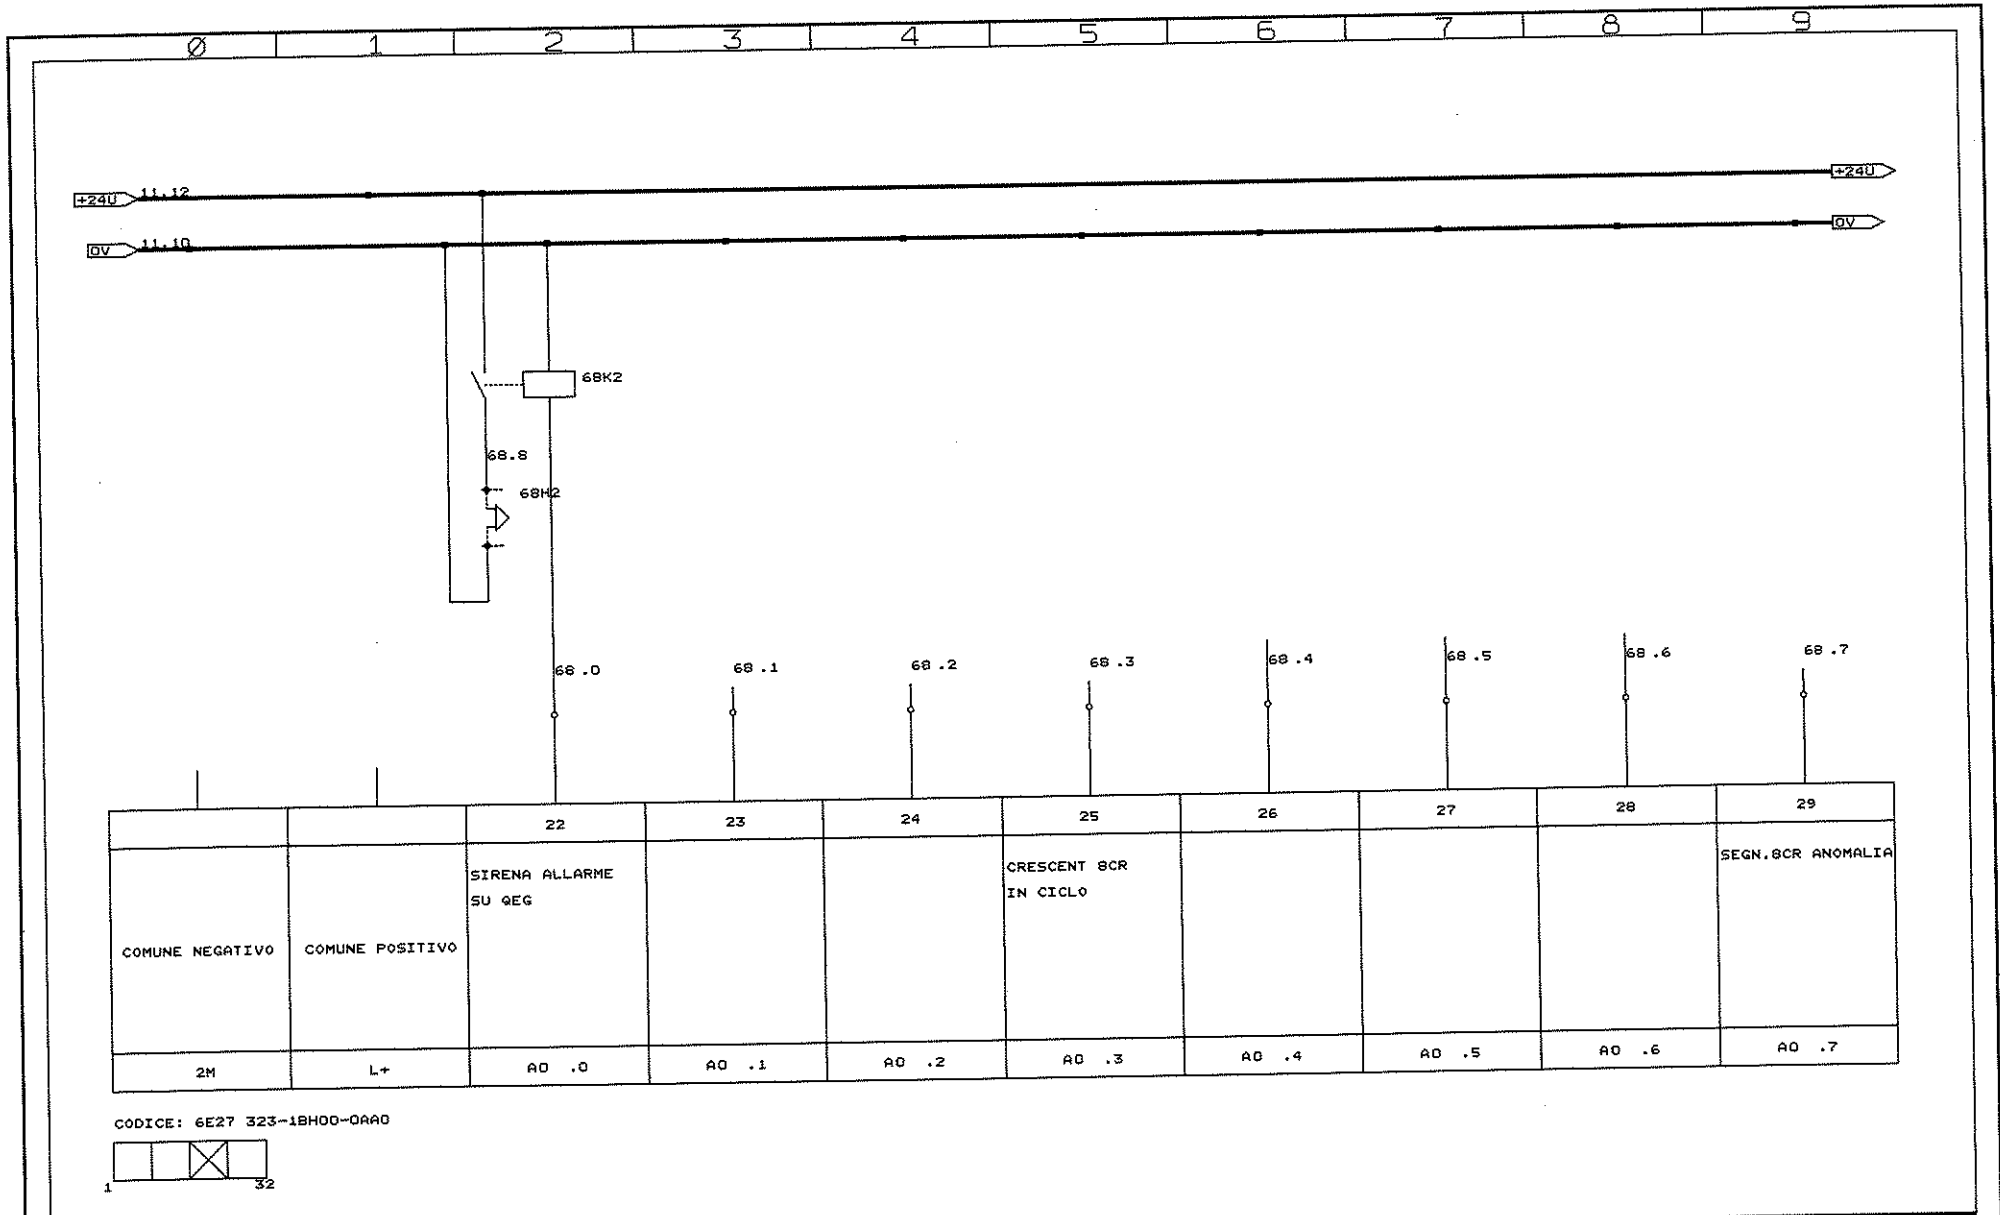 Ø 1 2 3 4 5 6 7 8 9
+24U 11.12 +24U
0V 11.10 0V
68K2
68.8
68H2
68.0 68.1 68.2 68.3 68.4 68.5 68.6 68.7
22 23 24 25 26 27 28 29
COMUNE NEGATIVO
COMUNE POSITIVO
SIRENA ALLARME
SU QEG
CRESCENT 8CR
IN CICLO
SEGN.8CR ANOMALIA
2M L+ A0 .0 A0 .1 A0 .2 A0 .3 A0 .4 A0 .5 A0 .6 A0 .7
CODICE: 6E27 323-1BH00-0AA0
1 32